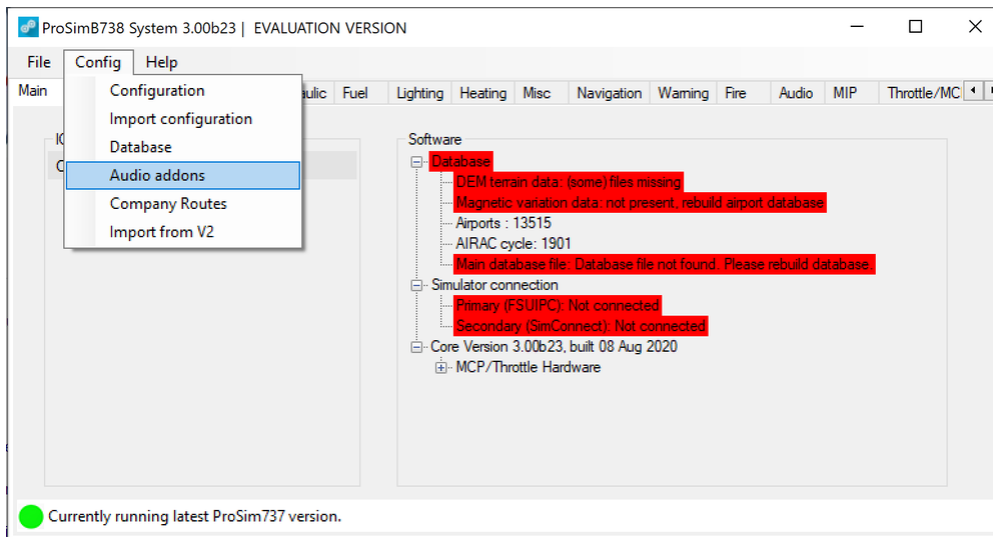 ProSimB738 System 3.00b23 | EVALUATION VERSION
File Config Help
Main Fuel Lighting Heating Misc Navigation Warning Fire Audio MIP Throttle/MC
Configuration
Import configuration
Database
Audio addons
Company Routes
Import from V2
Software
Database
DEM terrain data: (some) files missing
Magnetic variation data: not present, rebuild airport database
Airports : 13515
AIRAC cycle: 1901
Main database file: Database file not found. Please rebuild database.
Simulator connection
Primary (FSUIPC): Not connected
Secondary (SimConnect): Not connected
Core Version 3.00b23, built 08 Aug 2020
MCP/Throttle Hardware
Currently running latest ProSim737 version.